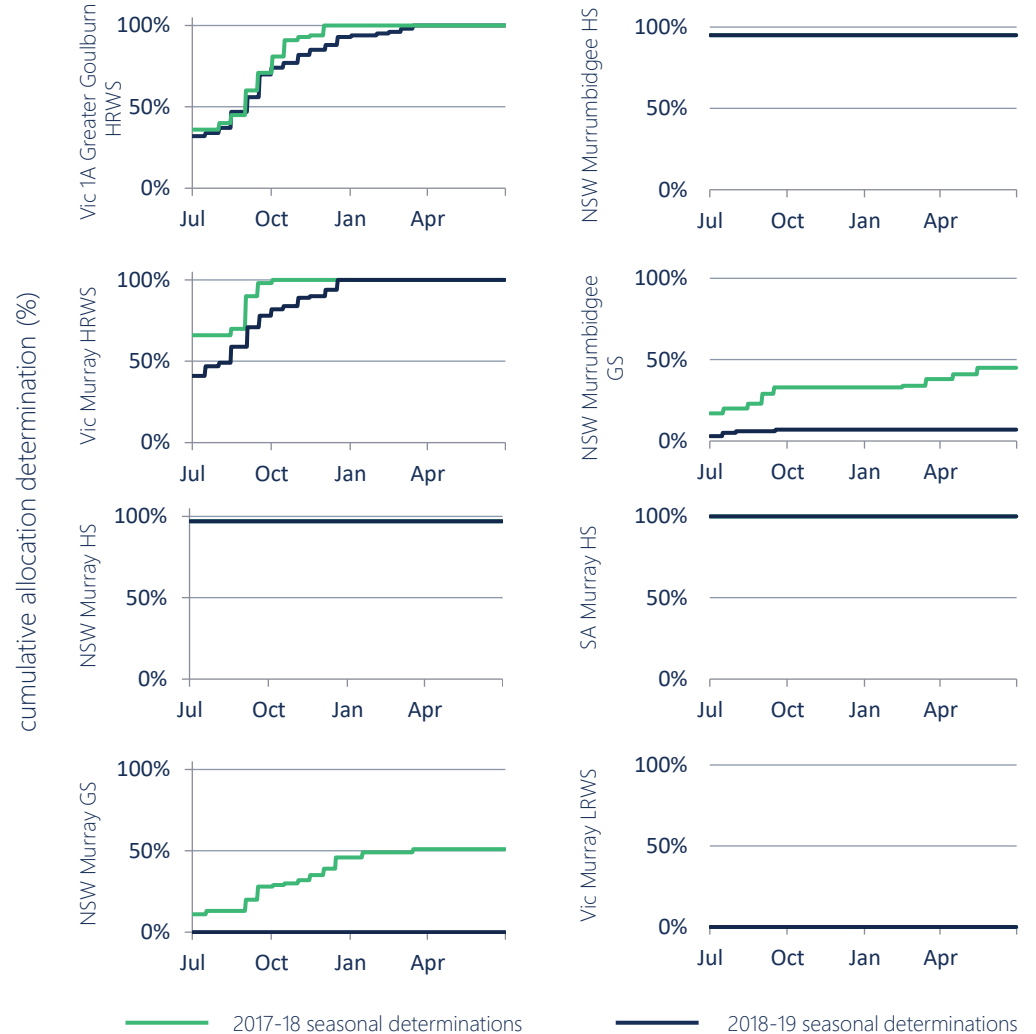 cumulative allocation determination (%)
Vic 1A Greater Goulburn
HRWS
100%
50%
0%
Jul Oct Jan Apr
NSW Murrumbidgee HS
100%
50%
0%
Jul Oct Jan Apr
Vic Murray HRWS
100%
50%
0%
Jul Oct Jan Apr
NSW Murrumbidgee
GS
100%
50%
0%
Jul Oct Jan Apr
NSW Murray HS
100%
50%
0%
Jul Oct Jan Apr
SA Murray HS
100%
50%
0%
Jul Oct Jan Apr
NSW Murray GS
100%
50%
0%
Jul Oct Jan Apr
Vic Murray LRWS
100%
50%
0%
Jul Oct Jan Apr
2017-18 seasonal determinations
2018-19 seasonal determinations